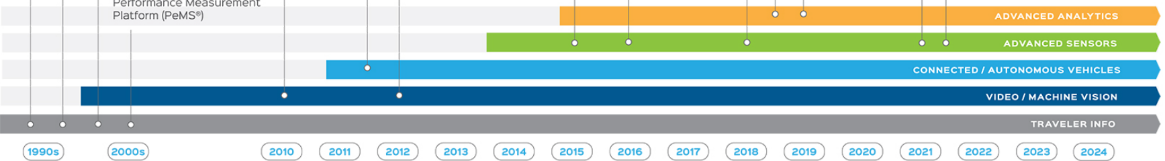 Performance Measurement
Platform (PeMS®)
ADVANCED ANALYTICS
ADVANCED SENSORS
CONNECTED / AUTONOMOUS VEHICLES
VIDEO / MACHINE VISION
TRAVELER INFO
1990s 2000s 2010 2011 2012 2013 2014 2015 2016 2017 2018 2019 2020 2021 2022 2023 2024